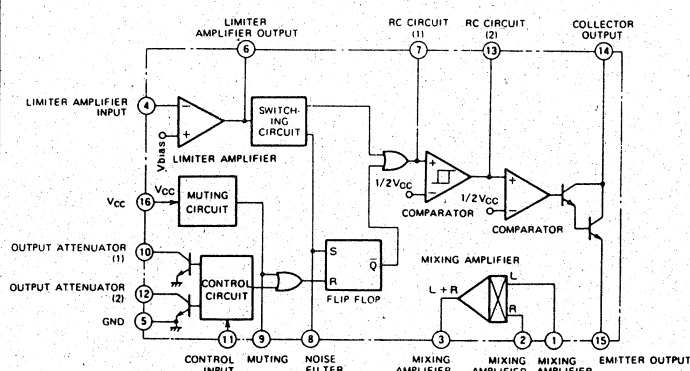 LIMITER
AMPLIFIER OUTPUT
6
RC CIRCUIT
(1)
7
RC CIRCUIT
(2)
13
COLLECTOR
OUTPUT
14
LIMITER AMPLIFIER
INPUT
4
−
+
Vbias
LIMITER AMPLIFIER
SWITCH-
ING
CIRCUIT
+
−
1/2VCC
COMPARATOR
+
−
1/2VCC
COMPARATOR
VCC
16
VCC
MUTING
CIRCUIT
OUTPUT ATTENUATOR
(1)
10
OUTPUT ATTENUATOR
(2)
12
GND
5
CONTROL
CIRCUIT
S
R
Q̅
FLIP FLOP
MIXING AMPLIFIER
L + R
L
R
11
CONTROL
INPUT
9
MUTING
8
NOISE
FILTER
3
MIXING
AMPLIFIER
2
MIXING
AMPLIFIER
1
MIXING
AMPLIFIER
15
EMITTER OUTPUT